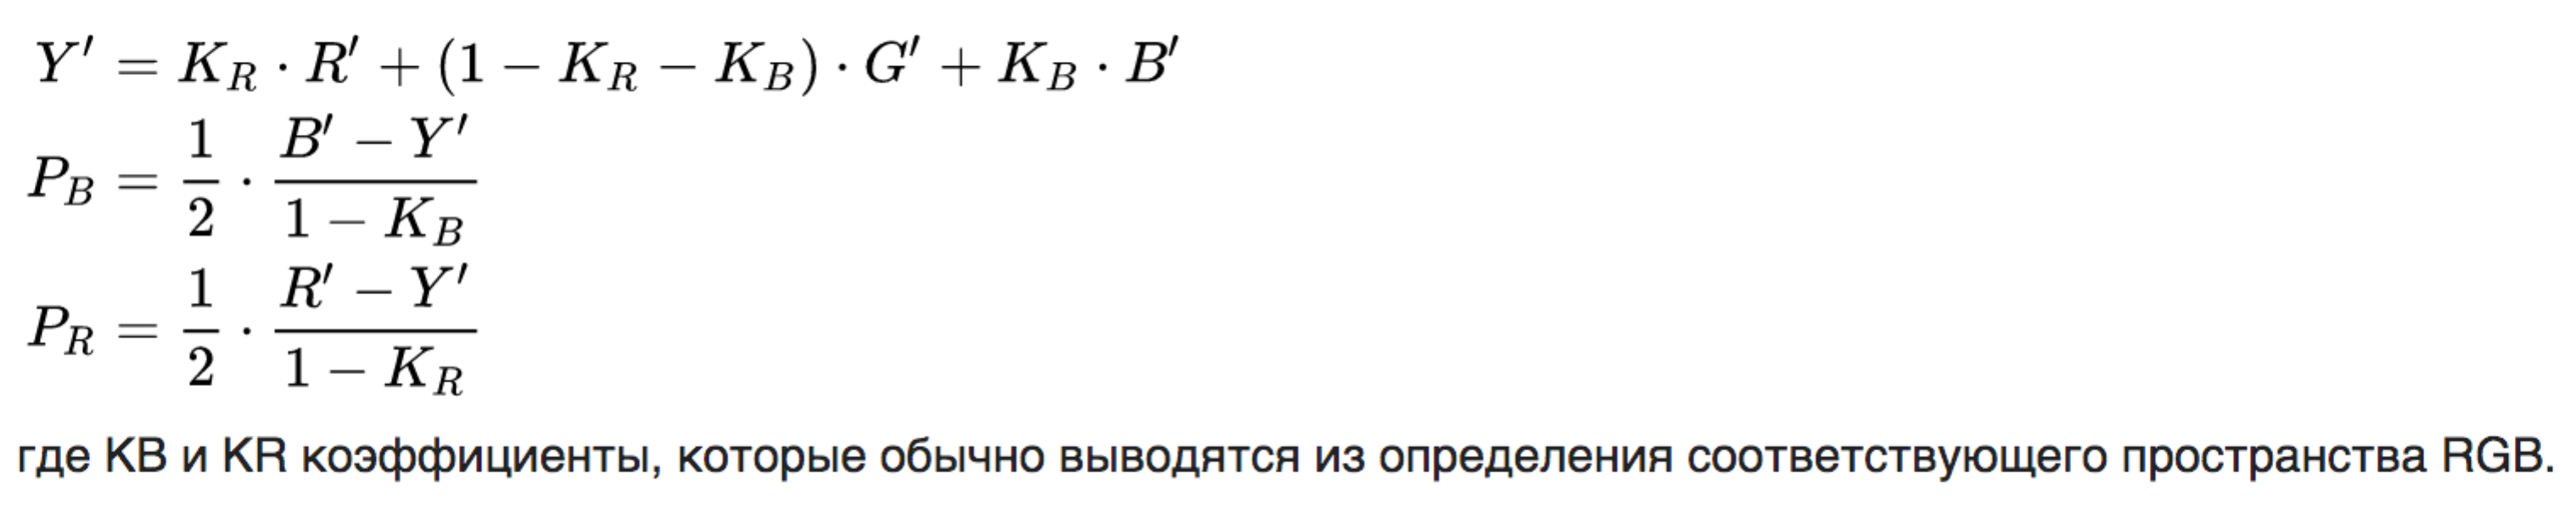 Y′ = K_R · R′ + (1 − K_R − K_B) · G′ + K_B · B′
P_B = 1/2 · (B′ − Y′)/(1 − K_B)
P_R = 1/2 · (R′ − Y′)/(1 − K_R)
где KB и KR коэффициенты, которые обычно выводятся из определения соответствующего пространства RGB.